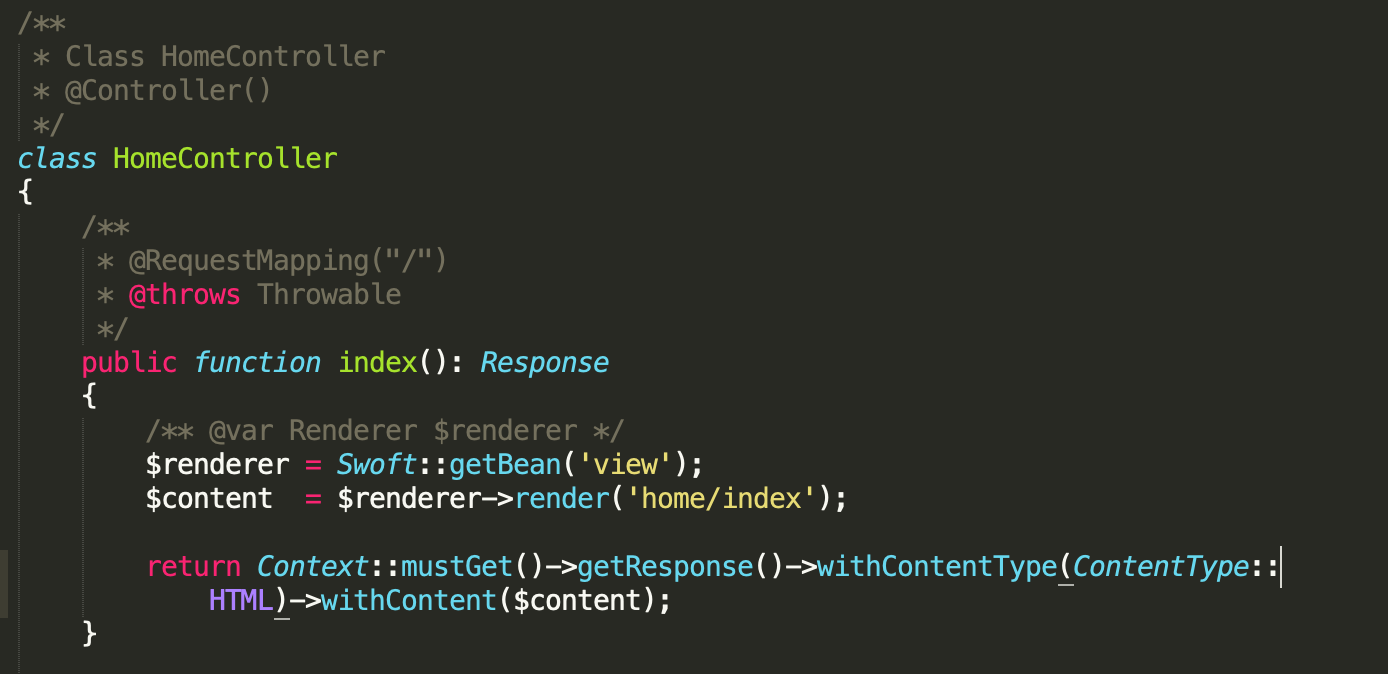 /**
 * Class HomeController
 * @Controller()
 */
class HomeController
{
    /**
     * @RequestMapping("/")
     * @throws Throwable
     */
    public function index(): Response
    {
        /** @var Renderer $renderer */
        $renderer = Swoft::getBean('view');
        $content  = $renderer->render('home/index');

        return Context::mustGet()->getResponse()->withContentType(ContentType::
            HTML)->withContent($content);
    }